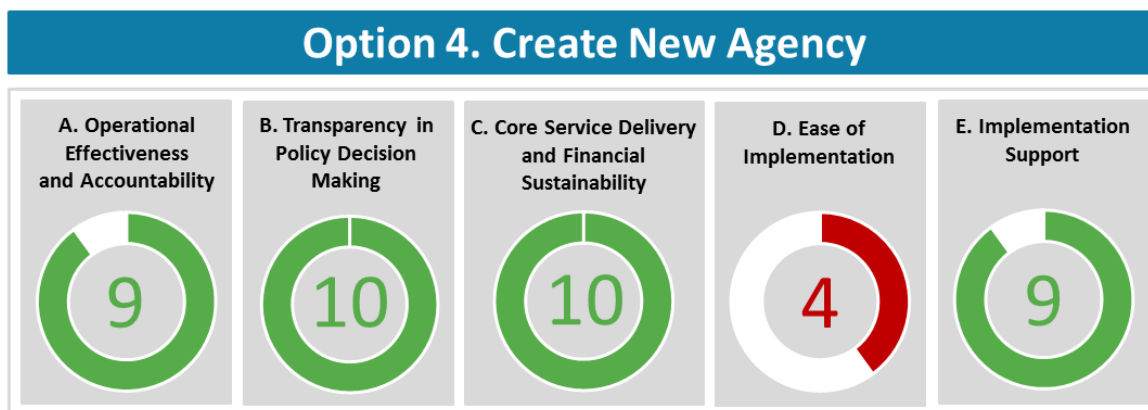 Option 4. Create New Agency
A. Operational
Effectiveness
and Accountability
9
B. Transparency in
Policy Decision
Making
10
C. Core Service Delivery
and Financial
Sustainability
10
D. Ease of
Implementation
4
E. Implementation
Support
9